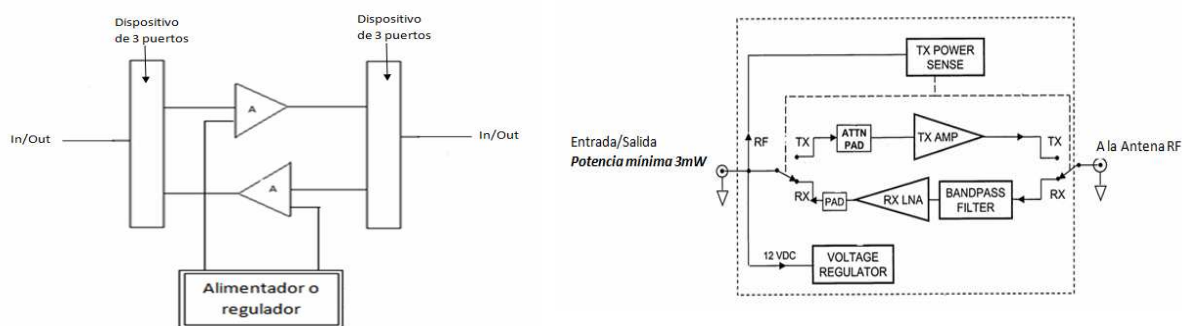 Dispositivo
de 3 puertos
Dispositivo
de 3 puertos
A
In/Out
In/Out
A
Alimentador o
regulador
TX POWER
SENSE
Entrada/Salida
Potencia mínima 3mW
RF
TX
ATTN
PAD
TX AMP
TX
A la Antena RF
RX
PAD
RX LNA
BANDPASS
FILTER
RX
12 VDC
VOLTAGE
REGULATOR